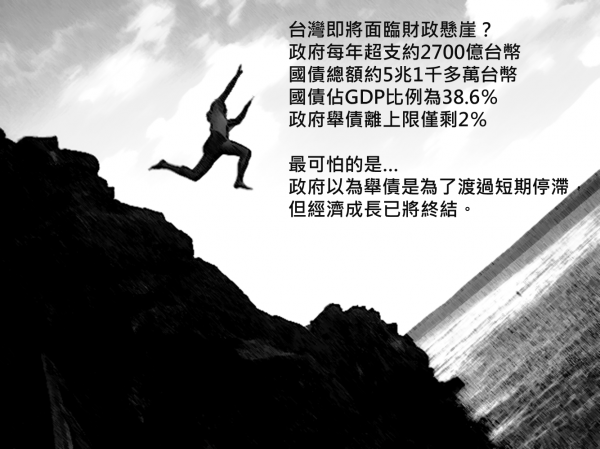 台灣即將面臨財政懸崖？
政府每年超支約2700億台幣
國債總額約5兆1千多萬台幣
國債佔GDP比例為38.6%
政府舉債離上限僅剩2%
最可怕的是...
政府以為舉債是為了渡過短期停滯，
但經濟成長已將終結。